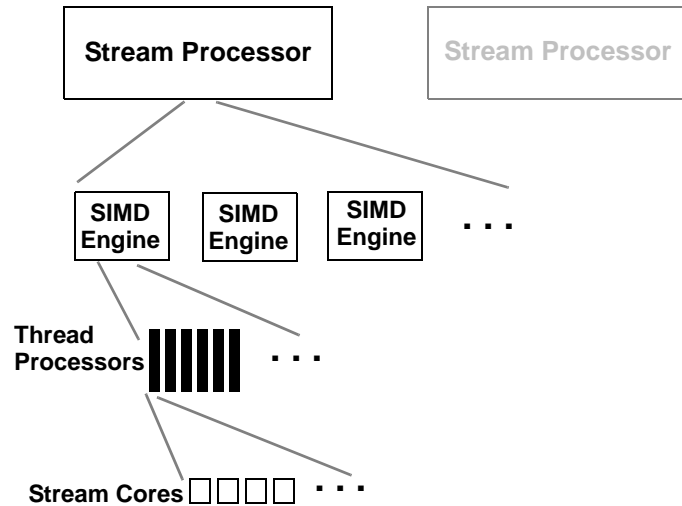 Stream Processor
Stream Processor
SIMD
Engine
SIMD
Engine
SIMD
Engine
. . .
Thread
Processors
. . .
Stream Cores
. . .